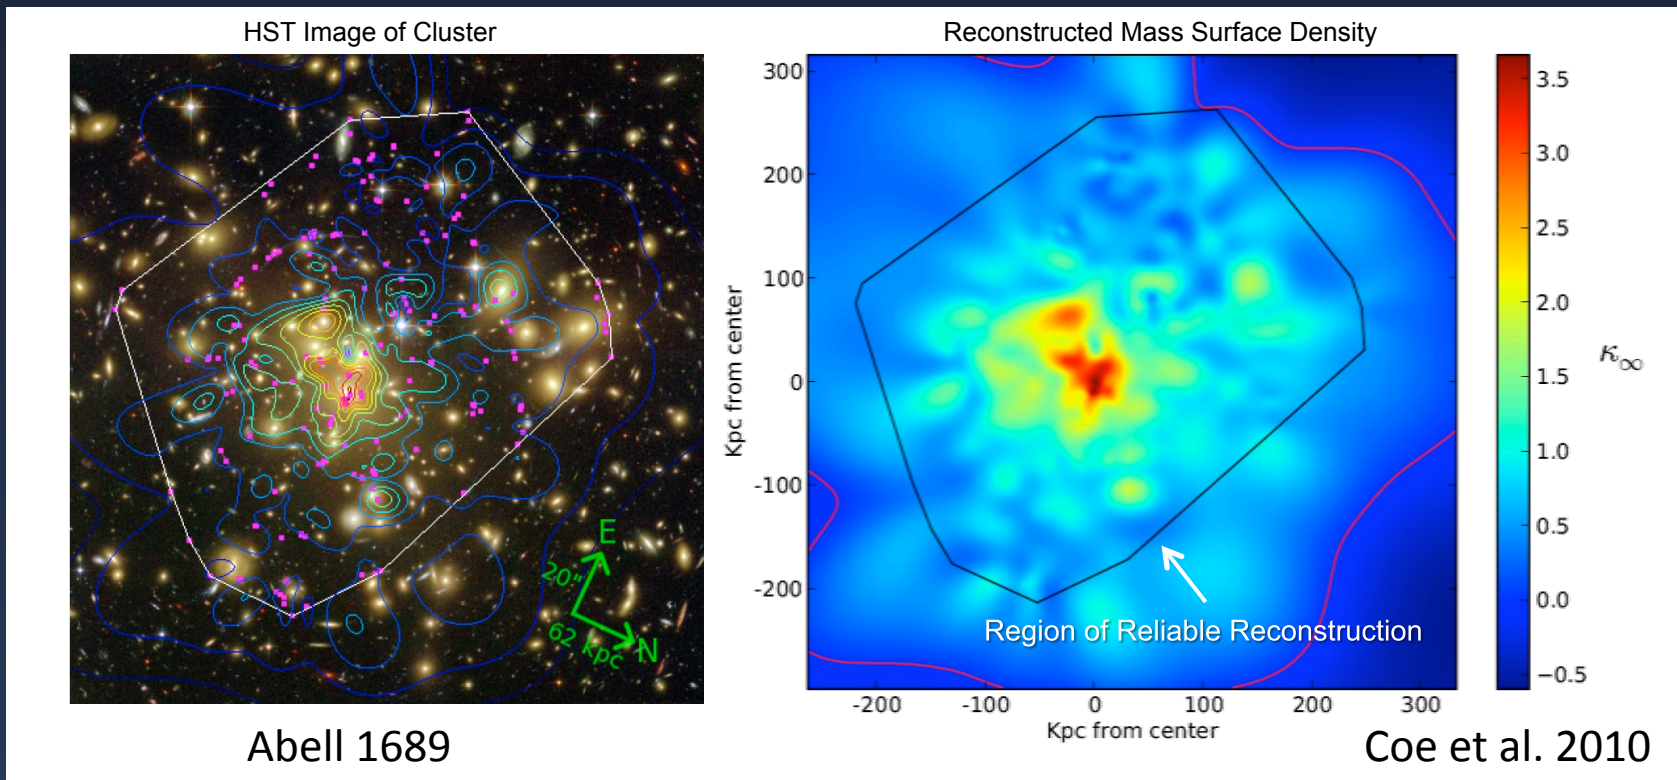 HST Image of Cluster
Reconstructed Mass Surface Density
E
20"
62 kpc
N
Kpc from center
300
200
100
0
-100
-200
-200
-100
0
100
200
300
Kpc from center
Region of Reliable Reconstruction
3.5
3.0
2.5
2.0
1.5
1.0
0.5
0.0
−0.5
κ∞
Abell 1689
Coe et al. 2010